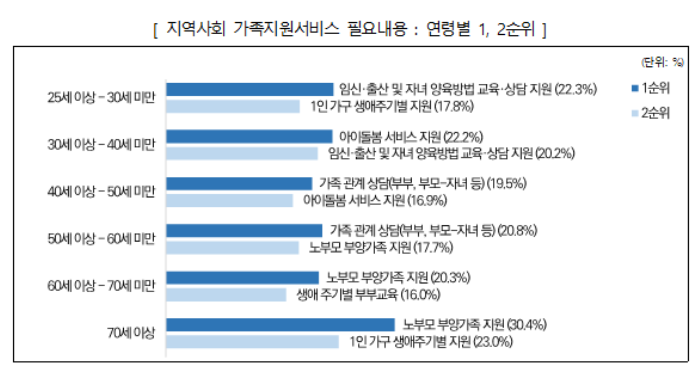 [ 지역사회 가족지원서비스 필요내용 : 연령별 1, 2순위 ]
(단위: %)
■ 1순위
■ 2순위
25세 이상 – 30세 미만
임신·출산 및 자녀 양육방법 교육·상담 지원 (22.3%)
1인 가구 생애주기별 지원 (17.8%)
30세 이상 – 40세 미만
아이돌봄 서비스 지원 (22.2%)
임신·출산 및 자녀 양육방법 교육·상담 지원 (20.2%)
40세 이상 – 50세 미만
가족 관계 상담(부부, 부모-자녀 등) (19.5%)
아이돌봄 서비스 지원 (16.9%)
50세 이상 – 60세 미만
가족 관계 상담(부부, 부모-자녀 등) (20.8%)
노부모 부양가족 지원 (17.7%)
60세 이상 – 70세 미만
노부모 부양가족 지원 (20.3%)
생애 주기별 부부교육 (16.0%)
70세 이상
노부모 부양가족 지원 (30.4%)
1인 가구 생애주기별 지원 (23.0%)